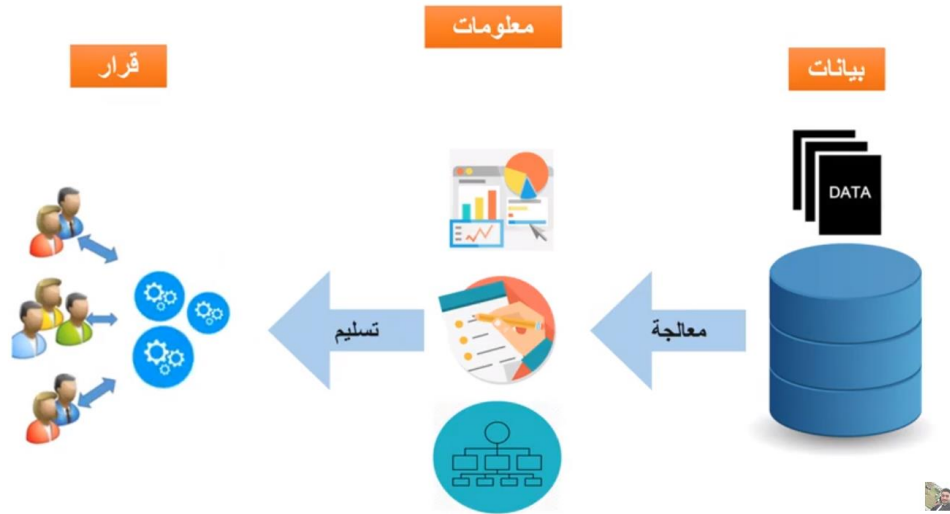 بيانات
معلومات
قرار
DATA
معالجة
تسليم